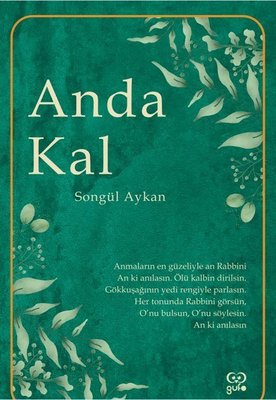 Anda
Kal
Songül Aykan
Anmaların en güzeliyle an Rabbini
An ki anılasın. Ölü kalbin dirilsin,
Gökkuşağının yedi rengiyle parlasın.
Her tonunda Rabbini görsün,
O'nu bulsun, O'nu söylesin.
An ki anılasın
gufo